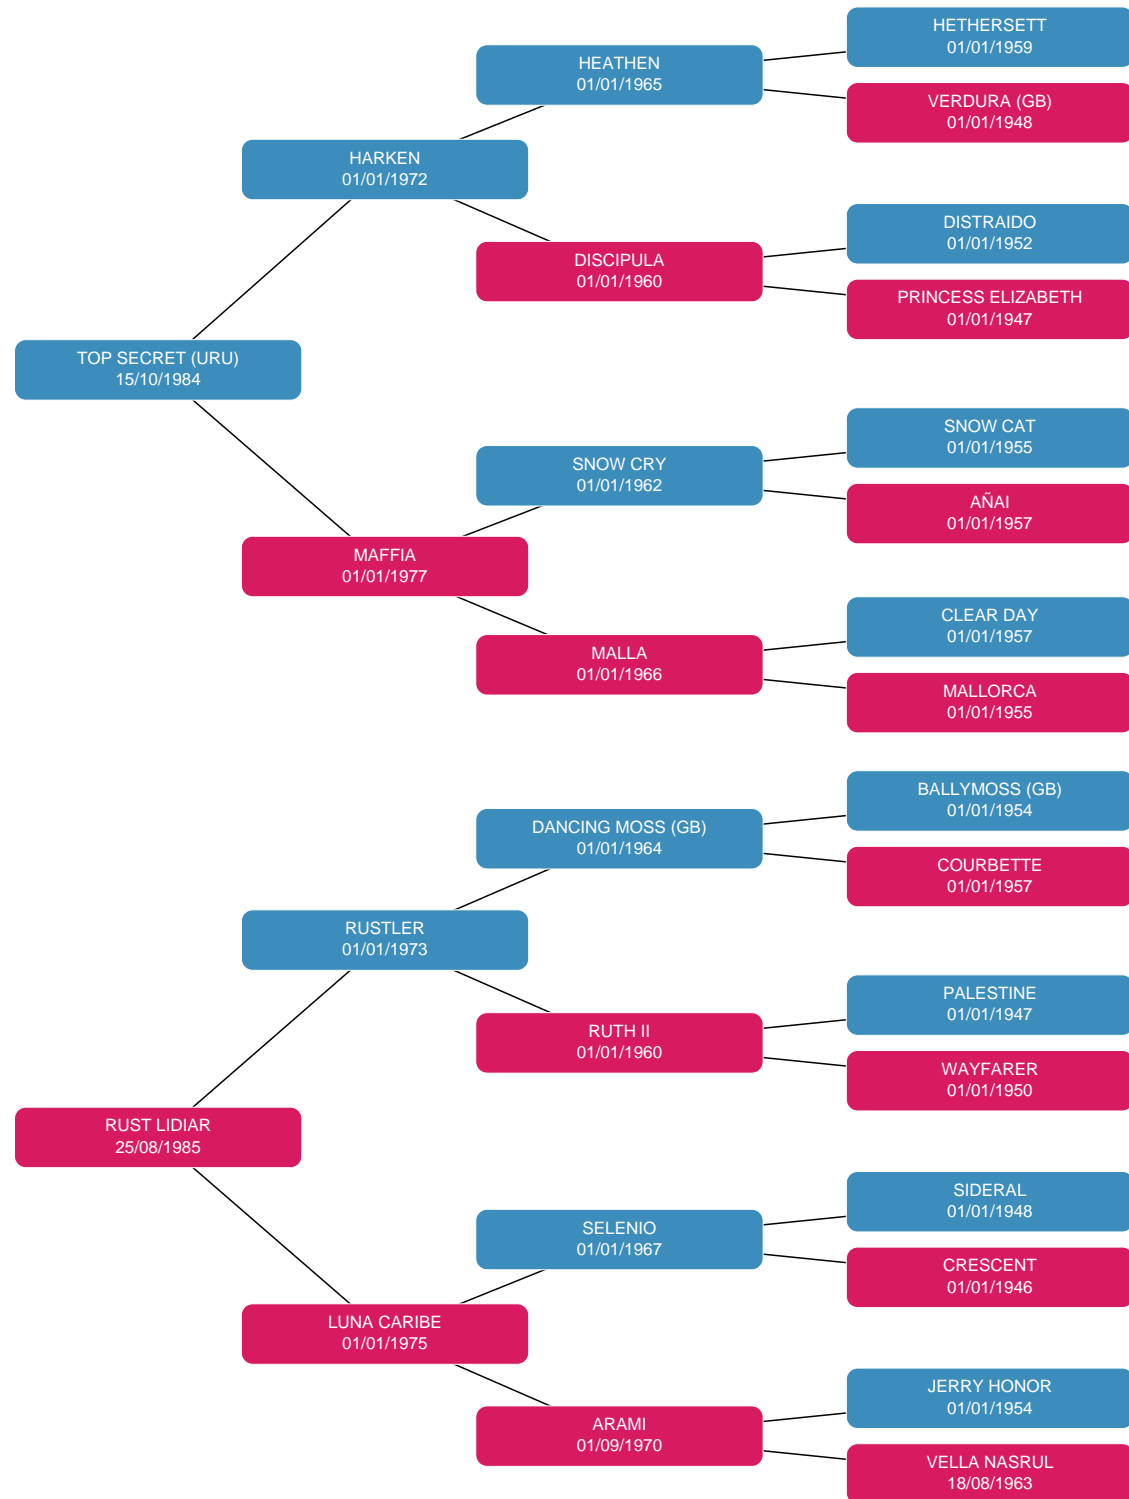 HETHERSETT
01/01/1959
HEATHEN
01/01/1965
VERDURA (GB)
01/01/1948
HARKEN
01/01/1972
DISTRAIDO
01/01/1952
DISCIPULA
01/01/1960
PRINCESS ELIZABETH
01/01/1947
TOP SECRET (URU)
15/10/1984
SNOW CAT
01/01/1955
SNOW CRY
01/01/1962
AÑAI
01/01/1957
MAFFIA
01/01/1977
CLEAR DAY
01/01/1957
MALLA
01/01/1966
MALLORCA
01/01/1955
BALLYMOSS (GB)
01/01/1954
DANCING MOSS (GB)
01/01/1964
COURBETTE
01/01/1957
RUSTLER
01/01/1973
PALESTINE
01/01/1947
RUTH II
01/01/1960
WAYFARER
01/01/1950
RUST LIDIAR
25/08/1985
SIDERAL
01/01/1948
SELENIO
01/01/1967
CRESCENT
01/01/1946
LUNA CARIBE
01/01/1975
JERRY HONOR
01/01/1954
ARAMI
01/09/1970
VELLA NASRUL
18/08/1963